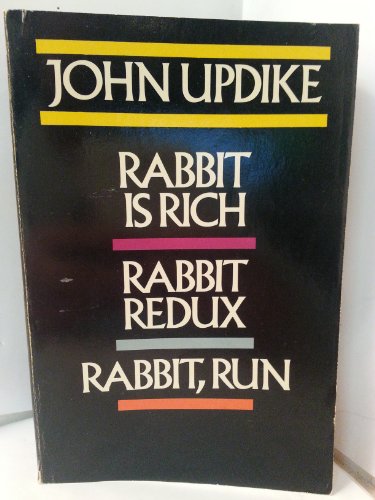 JOHN UPDIKE
RABBIT
IS RICH
RABBIT
REDUX
RABBIT, RUN